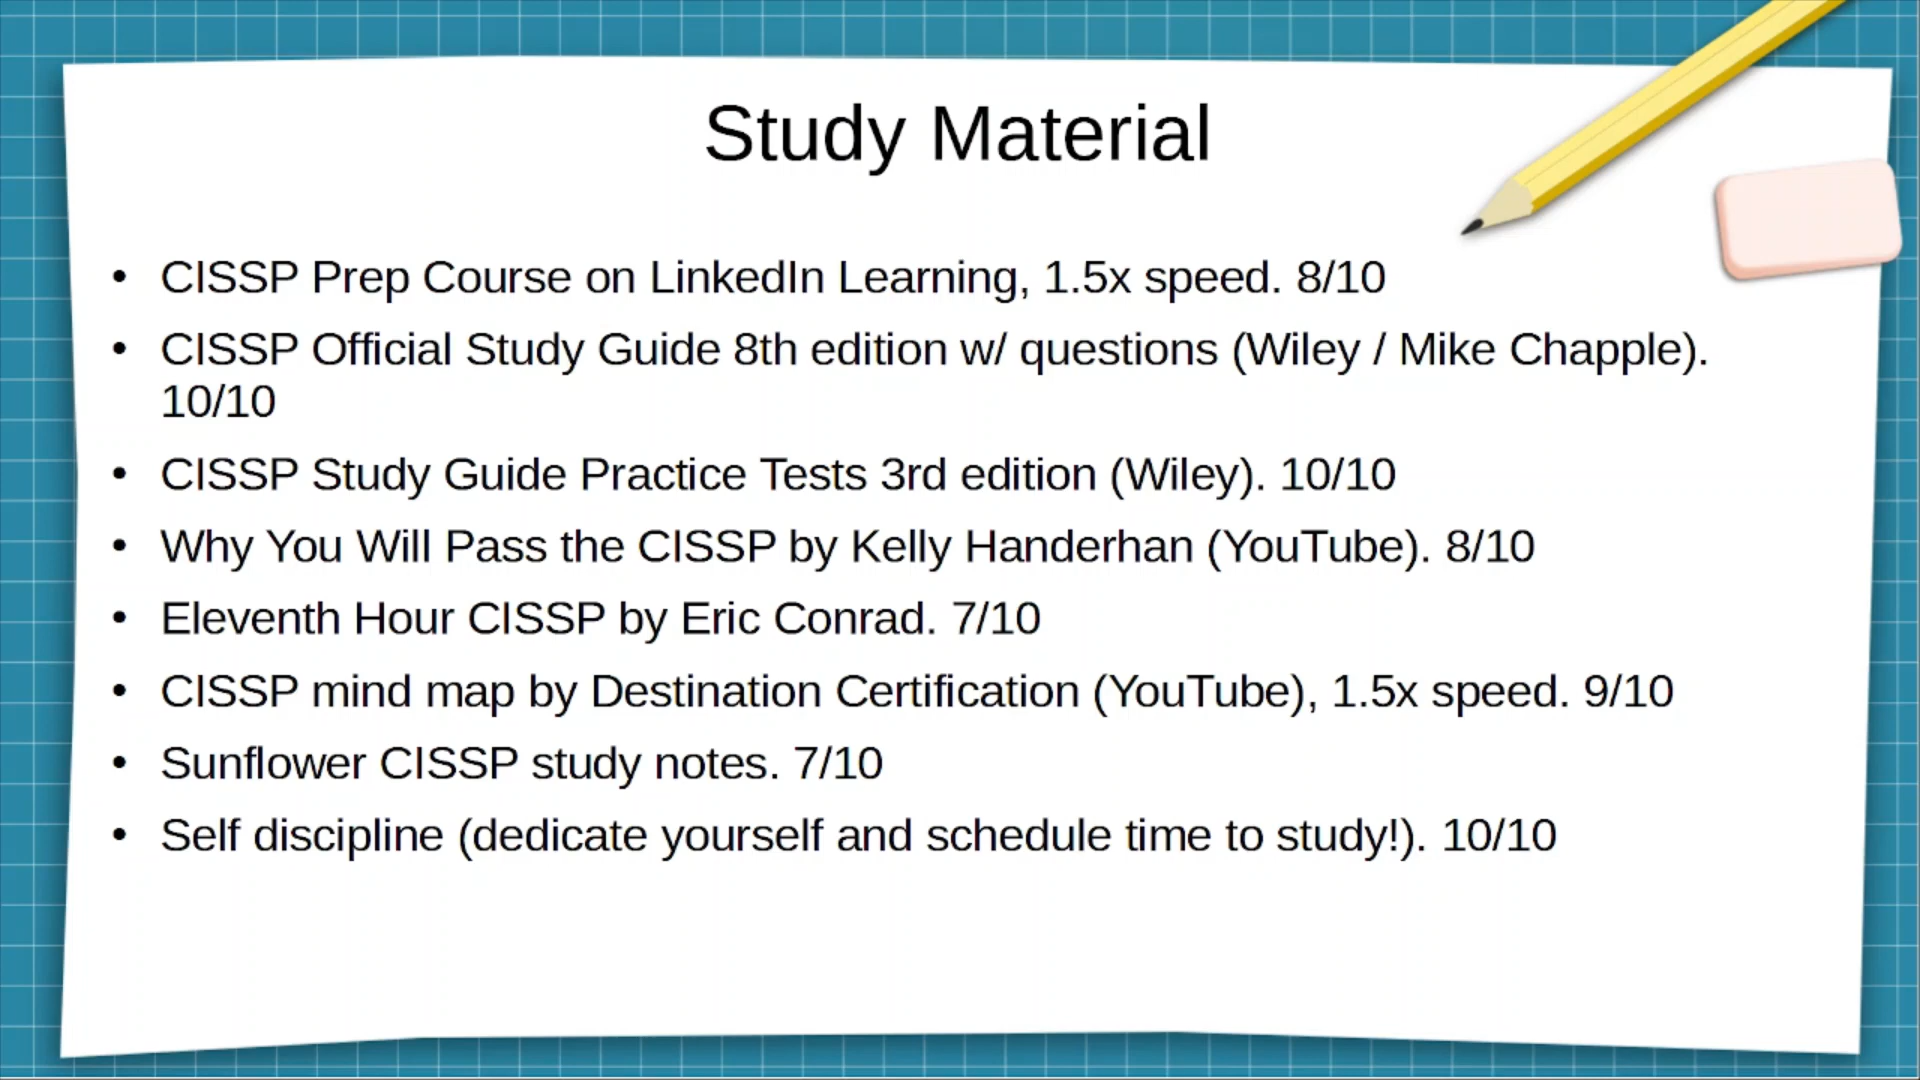 Study Material
• CISSP Prep Course on LinkedIn Learning, 1.5x speed. 8/10
• CISSP Official Study Guide 8th edition w/ questions (Wiley / Mike Chapple).
10/10
• CISSP Study Guide Practice Tests 3rd edition (Wiley). 10/10
• Why You Will Pass the CISSP by Kelly Handerhan (YouTube). 8/10
• Eleventh Hour CISSP by Eric Conrad. 7/10
• CISSP mind map by Destination Certification (YouTube), 1.5x speed. 9/10
• Sunflower CISSP study notes. 7/10
• Self discipline (dedicate yourself and schedule time to study!). 10/10